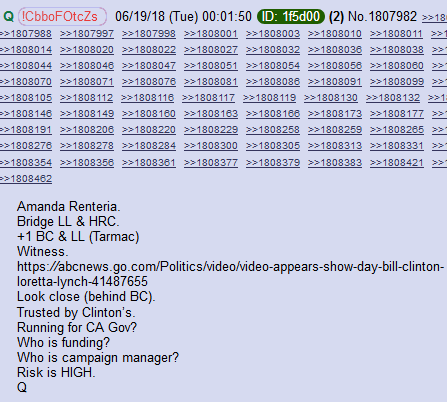 Q !CbboFOtcZs 06/19/18 (Tue) 00:01:50 ID: 1f5d00 (2) No.1807982 >>18
>>1807988 >>1807997 >>1807998 >>1808001 >>1808003 >>1808010 >>1808011 >>1
>>1808014 >>1808020 >>1808022 >>1808027 >>1808032 >>1808036 >>1808038 >>
>>1808044 >>1808046 >>1808047 >>1808051 >>1808054 >>1808056 >>1808060 >>
>>1808070 >>1808071 >>1808076 >>1808081 >>1808086 >>1808091 >>1808099 >>
>>1808105 >>1808112 >>1808116 >>1808117 >>1808119 >>1808130 >>1808132 >>1
>>1808146 >>1808149 >>1808160 >>1808163 >>1808166 >>1808173 >>1808177 >>
>>1808191 >>1808206 >>1808220 >>1808229 >>1808258 >>1808259 >>1808265 >>
>>1808276 >>1808278 >>1808284 >>1808300 >>1808305 >>1808313 >>1808331 >>
>>1808354 >>1808356 >>1808361 >>1808377 >>1808379 >>1808383 >>1808421 >>
>>1808462
Amanda Renteria.
Bridge LL & HRC.
+1 BC & LL (Tarmac)
Witness.
https://abcnews.go.com/Politics/video/video-appears-show-day-bill-clinton-
loretta-lynch-41487655
Look close (behind BC).
Trusted by Clinton's.
Running for CA Gov?
Who is funding?
Who is campaign manager?
Risk is HIGH.
Q